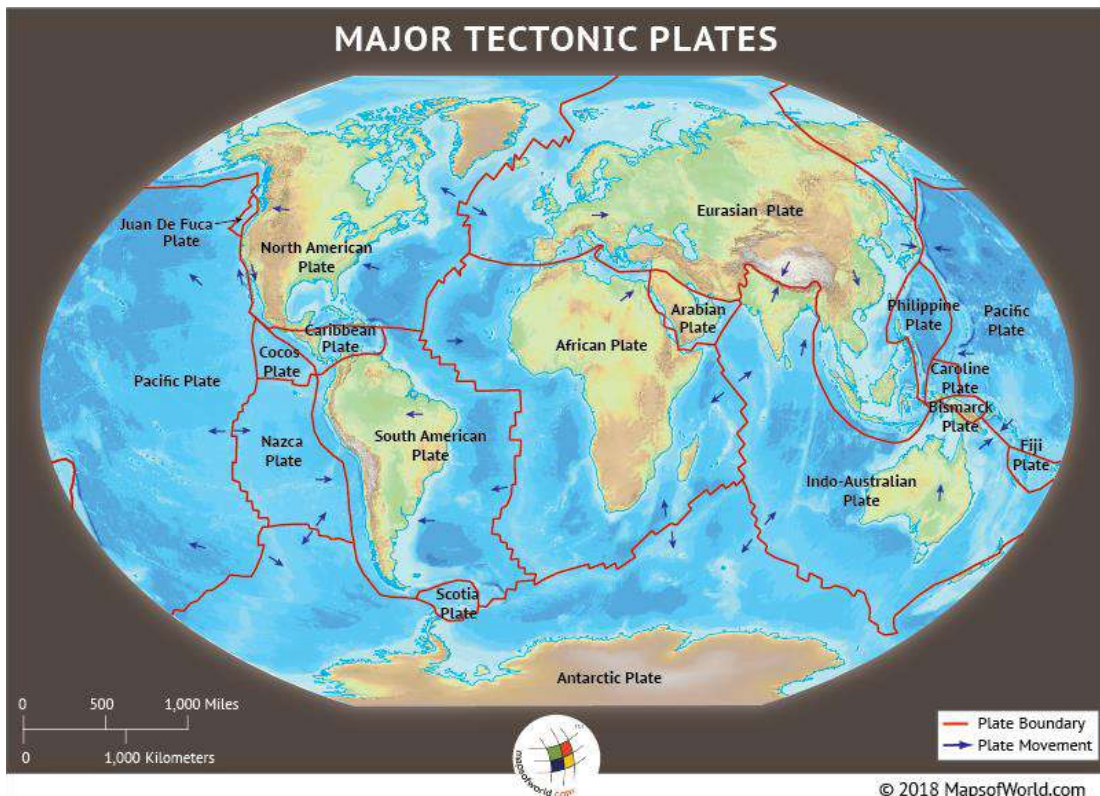 MAJOR TECTONIC PLATES
Juan De Fuca
Plate
North American
Plate
Eurasian Plate
Caribbean
Plate
Cocos
Plate
Arabian
Plate
African Plate
Philippine
Plate
Pacific
Plate
Pacific Plate
Caroline
Plate
Bismarck
Plate
Nazca
Plate
South American
Plate
Fiji
Plate
Indo-Australian
Plate
Scotia
Plate
Antarctic Plate
0 500 1,000 Miles
0 1,000 Kilometers
Plate Boundary
Plate Movement
mapsofworld.com
© 2018 MapsofWorld.com